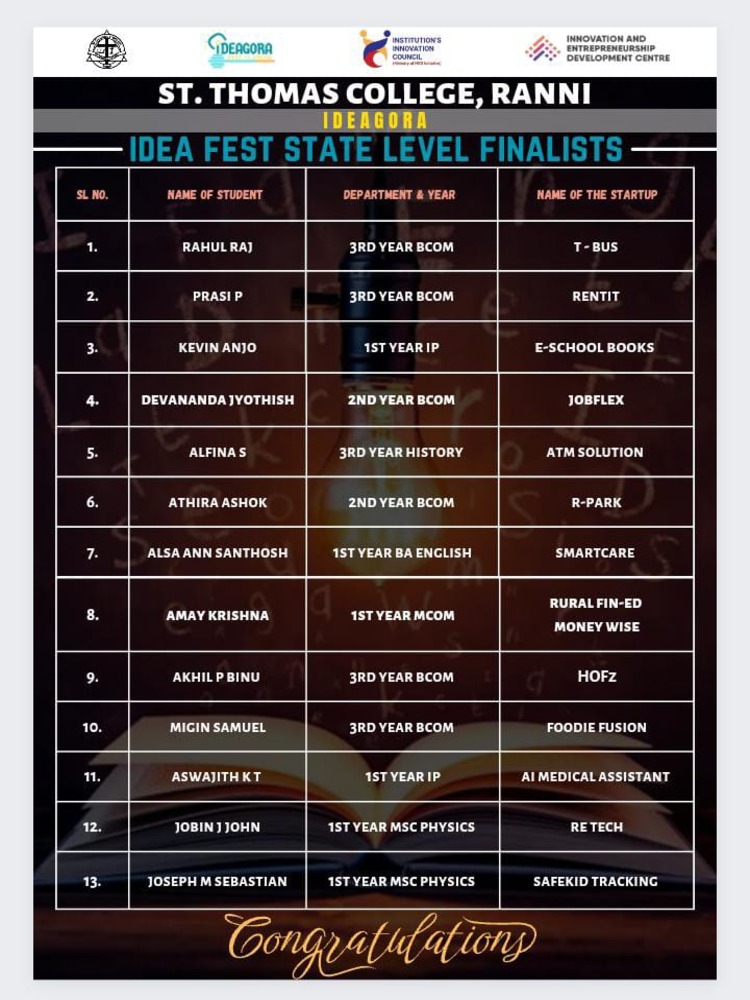 IDEAGORA
INSTITUTION'S
INNOVATION
COUNCIL
INNOVATION AND
ENTREPRENEURSHIP
DEVELOPMENT CENTRE
ST. THOMAS COLLEGE, RANNI
IDEAGORA
IDEA FEST STATE LEVEL FINALISTS
SL NO. NAME OF STUDENT DEPARTMENT & YEAR NAME OF THE STARTUP
1. RAHUL RAJ 3RD YEAR BCOM T - BUS
2. PRASI P 3RD YEAR BCOM RENTIT
3. KEVIN ANJO 1ST YEAR IP E-SCHOOL BOOKS
4. DEVANANDA JYOTHISH 2ND YEAR BCOM JOBFLEX
5. ALFINA S 3RD YEAR HISTORY ATM SOLUTION
6. ATHIRA ASHOK 2ND YEAR BCOM R-PARK
7. ALSA ANN SANTHOSH 1ST YEAR BA ENGLISH SMARTCARE
8. AMAY KRISHNA 1ST YEAR MCOM RURAL FIN-ED
MONEY WISE
9. AKHIL P BINU 3RD YEAR BCOM HOFz
10. MIGIN SAMUEL 3RD YEAR BCOM FOODIE FUSION
11. ASWAJITH K T 1ST YEAR IP AI MEDICAL ASSISTANT
12. JOBIN J JOHN 1ST YEAR MSC PHYSICS RE TECH
13. JOSEPH M SEBASTIAN 1ST YEAR MSC PHYSICS SAFEKID TRACKING
Congratulations